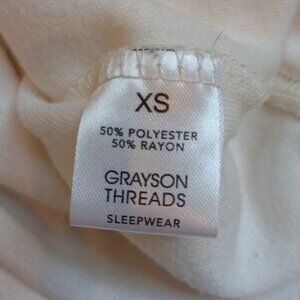 XS
50% POLYESTER
50% RAYON
GRAYSON
THREADS
SLEEPWEAR